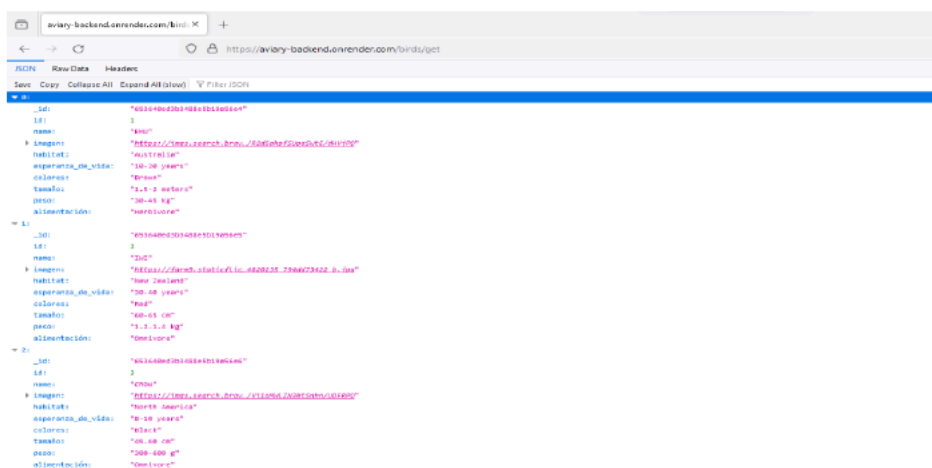 aviary-backend.onrender.com/bird: × +
https://aviary-backend.onrender.com/birds/get
JSON Raw Data Headers
Save Copy Collapse All Expand All (slow) Filter JSON
0:
_id:
id:
name: "EMU"
imagen:
habitat: "Australia"
esperanza_de_vida: "10-20 years"
colores: "Brown"
tamaño: "1.5-2 meters"
peso: "30-45 kg"
alimentación: "Herbivore"
1:
_id:
id:
name:
imagen:
habitat: "New Zealand"
esperanza_de_vida: "30-40 years"
colores: "Red"
tamaño: "60-65 cm"
peso:
alimentación: "Omnivore"
2:
_id:
id: 3
name: "CROW"
imagen:
habitat: "North America"
esperanza_de_vida: "8-10 years"
colores: "Black"
tamaño:
peso: "300-600 g"
alimentación: "Omnivore"